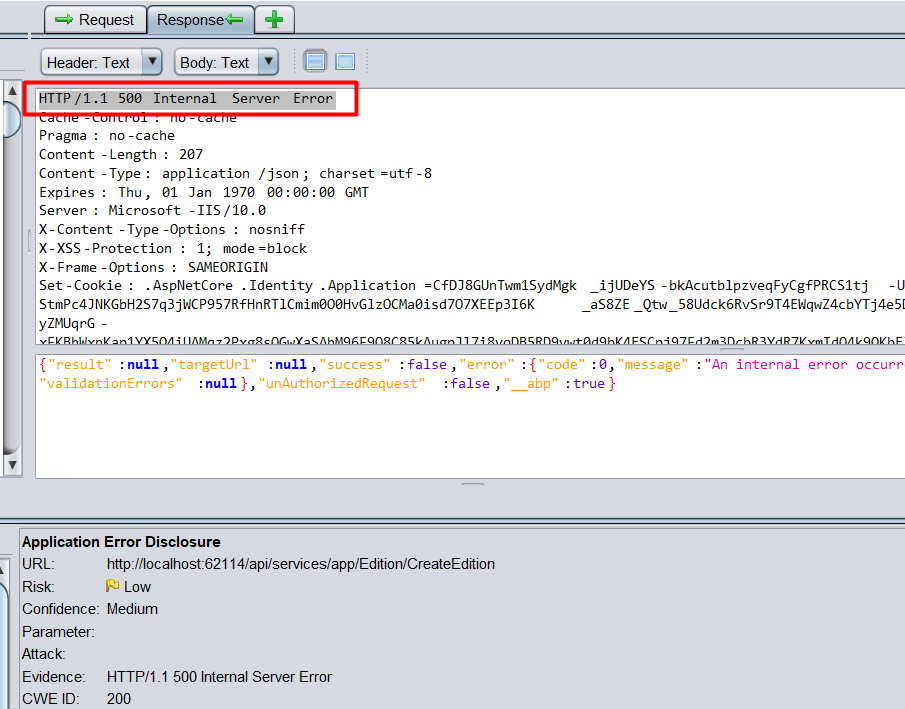 Request
Response
Header: Text
Body: Text
HTTP/1.1 500 Internal Server Error
Cache-Control: no-cache
Pragma: no-cache
Content-Length: 207
Content-Type: application/json; charset=utf-8
Expires: Thu, 01 Jan 1970 00:00:00 GMT
Server: Microsoft-IIS/10.0
X-Content-Type-Options: nosniff
X-XSS-Protection: 1; mode=block
X-Frame-Options: SAMEORIGIN
Set-Cookie: .AspNetCore.Identity.Application=CfDJ8GUnTwm1SydMgk_ijUDeYS-bkAcutblpzveqFyCgfPRCS1tj-U
StmPc4JNKGbH2S7q3jWCP957RfHnRTlCmim0O0HvGlzOCMa0isd7O7XEEp3I6K _aS8ZE_Qtw_58Udck6RvSr9T4EWqwZ4cbYTj4e5D
yZMUqrG-
{"result":null,"targetUrl":null,"success":false,"error":{"code":0,"message":"An internal error occurr
"validationErrors":null},"unAuthorizedRequest":false,"__abp":true}
Application Error Disclosure
URL: http://localhost:62114/api/services/app/Edition/CreateEdition
Risk: Low
Confidence: Medium
Parameter:
Attack:
Evidence: HTTP/1.1 500 Internal Server Error
CWE ID: 200